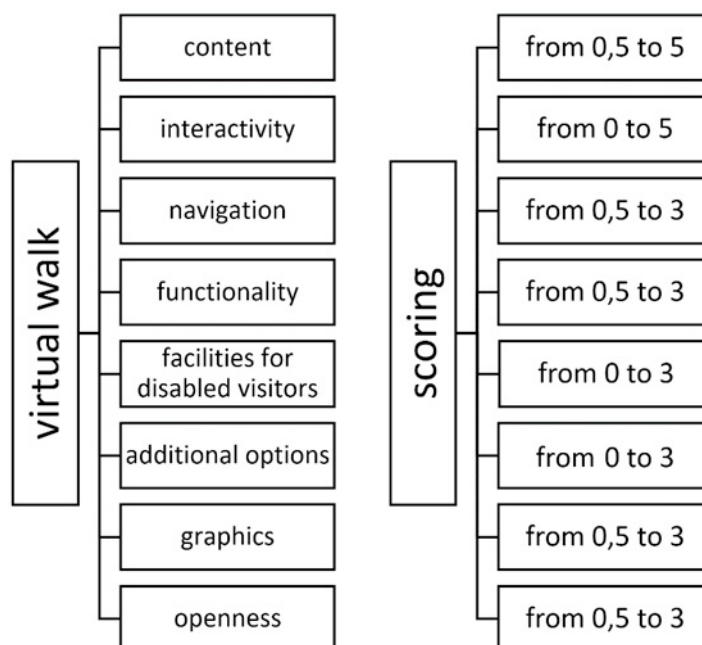 virtual walk
content
interactivity
navigation
functionality
facilities for
disabled visitors
additional options
graphics
openness
scoring
from 0,5 to 5
from 0 to 5
from 0,5 to 3
from 0,5 to 3
from 0 to 3
from 0 to 3
from 0,5 to 3
from 0,5 to 3